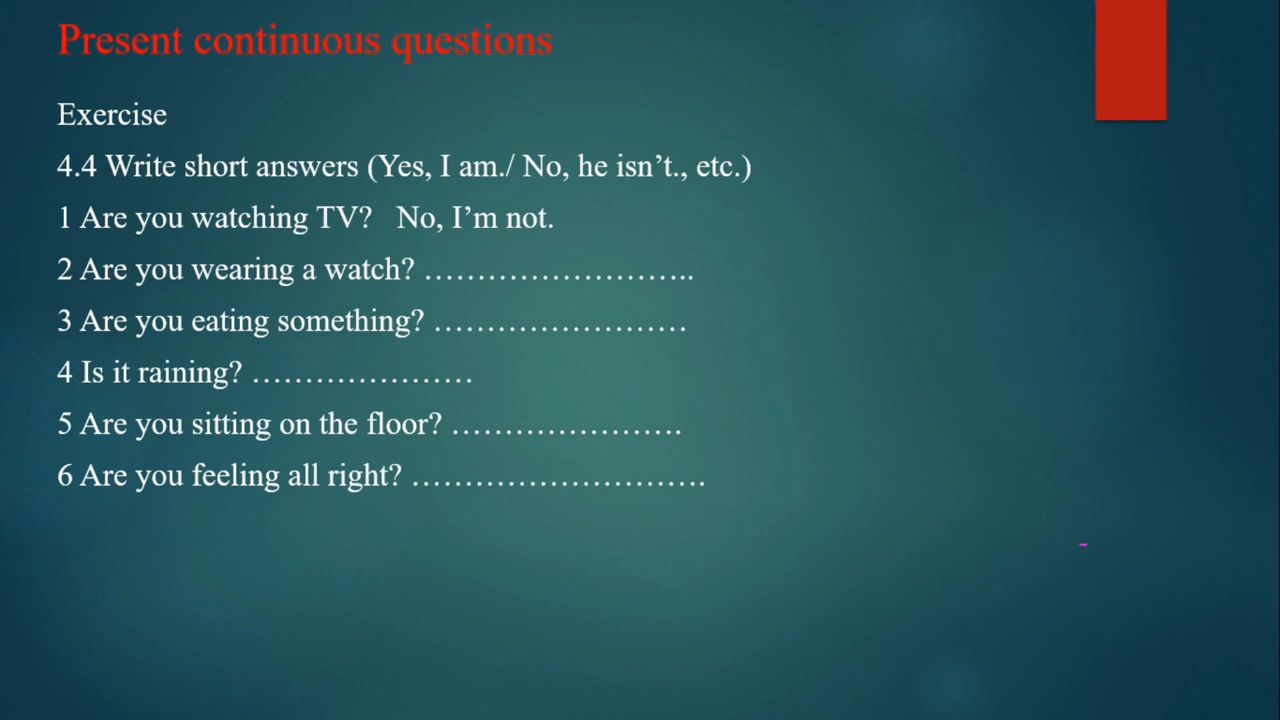 Present continuous questions
Exercise
4.4 Write short answers (Yes, I am./ No, he isn’t., etc.)
1 Are you watching TV?   No, I’m not.
2 Are you wearing a watch? ……………………..
3 Are you eating something? ……………………
4 Is it raining? …………………
5 Are you sitting on the floor? ………………….
6 Are you feeling all right? ……………………….